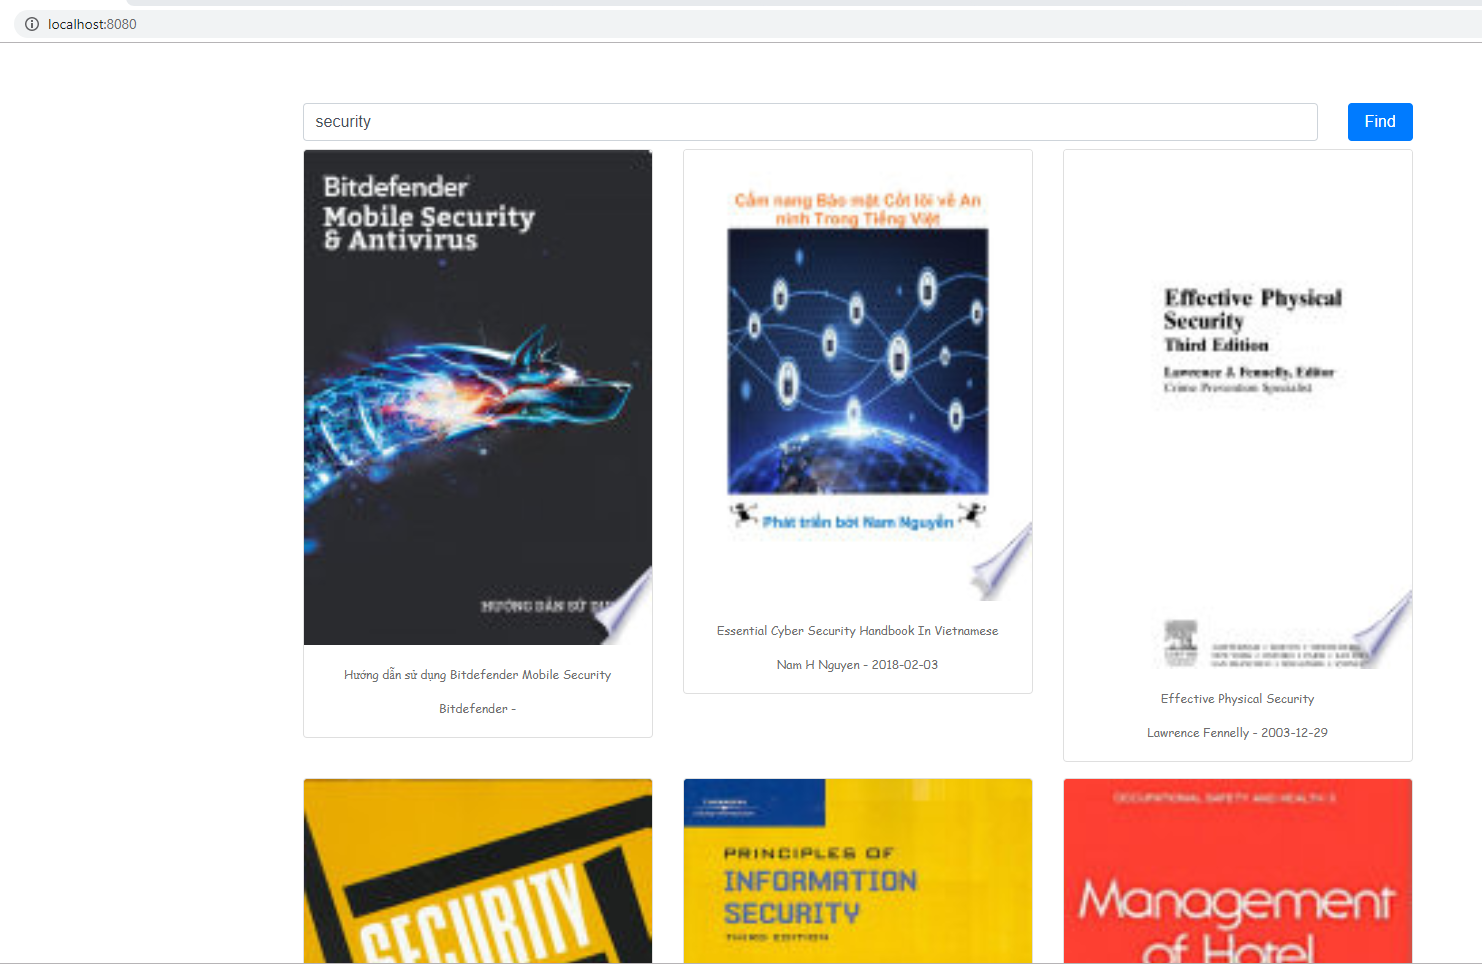 localhost:8080
security
Find
Bitdefender
Mobile Security
& Antivirus
HƯỚNG DẪN SỬ
Hướng dẫn sử dụng Bitdefender Mobile Security
Bitdefender -
Cẩm nang Bảo mật Cốt lõi về An
ninh Trong Tiếng Việt
Phát triển bởi Nam Nguyễn
Essential Cyber Security Handbook In Vietnamese
Nam H Nguyen - 2018-02-03
Effective Physical
Security
Third Edition
Lawrence J. Fennelly, Editor
Crime Prevention Specialist
Effective Physical Security
Lawrence Fennelly - 2003-12-29
SECURITY
PRINCIPLES OF
INFORMATION
SECURITY
THIRD EDITION
OCCUPATIONAL SAFETY AND HEALTH
Management
of Hotel